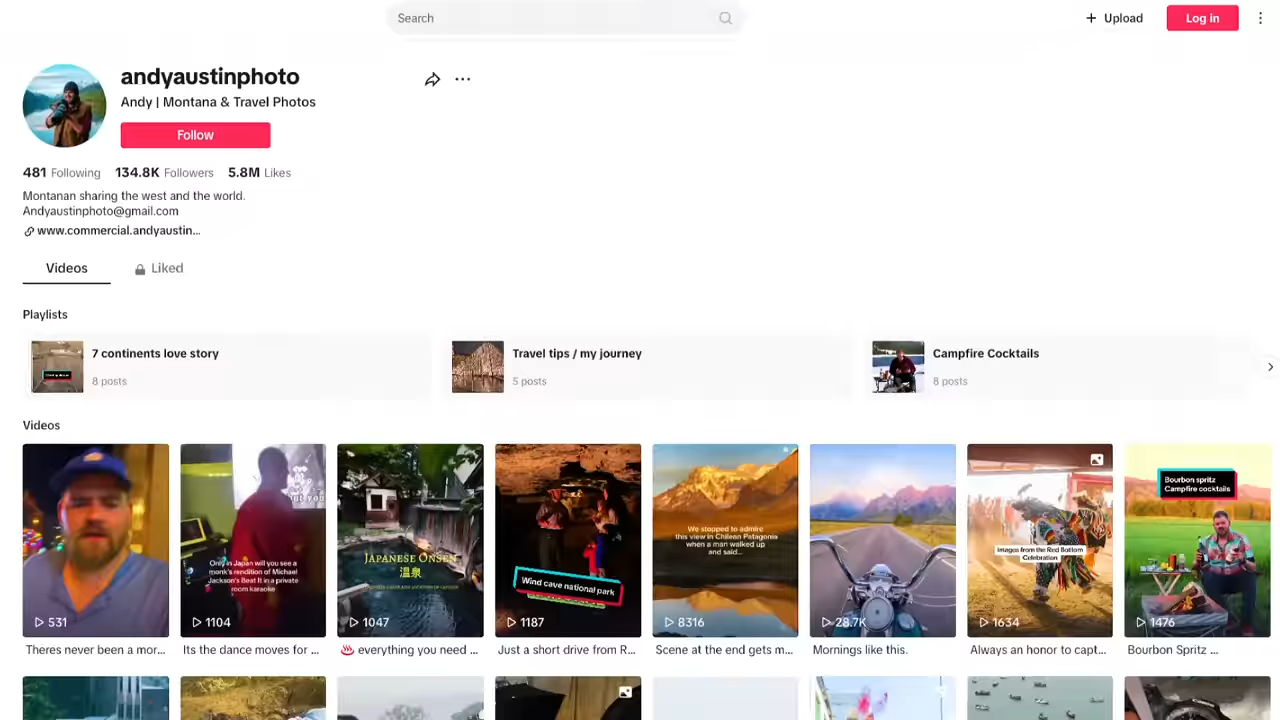 Search
+ Upload
Log in
andyaustinphoto
Andy | Montana & Travel Photos
Follow
481 Following 134.8K Followers 5.8M Likes
Montanan sharing the west and the world.
Andyaustinphoto@gmail.com
www.commercial.andyaustin...
Videos
Liked
Playlists
7 continents love story
8 posts
Travel tips / my journey
5 posts
Campfire Cocktails
8 posts
Videos
531
Theres never been a mor...
Only in Japan will you see a
monk's rendition of Michael
Jackson's Beat It in a private
room karaoke
1104
Its the dance moves for ...
JAPANESE ONSEN
温泉
1047
♨️ everything you need ...
Wind cave national park
1187
Just a short drive from R...
We stopped to admire
this view in Chilean Patagonia
when a man walked up
and said...
8316
Scene at the end gets m...
28.7K
Mornings like this.
Images from the Red Bottom
Celebration
1634
Always an honor to capt...
Bourbon spritz
Campfire cocktails
1476
Bourbon Spritz ...